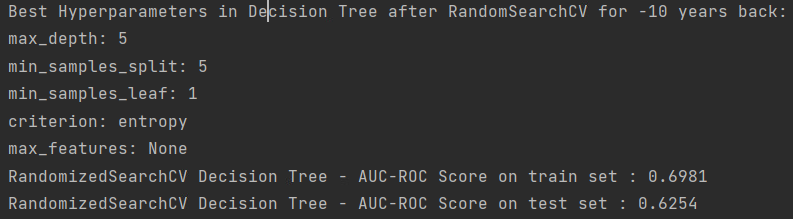 Best Hyperparameters in Decision Tree after RandomSearchCV for -10 years back:
max_depth: 5
min_samples_split: 5
min_samples_leaf: 1
criterion: entropy
max_features: None
RandomizedSearchCV Decision Tree - AUC-ROC Score on train set : 0.6981
RandomizedSearchCV Decision Tree - AUC-ROC Score on test set : 0.6254